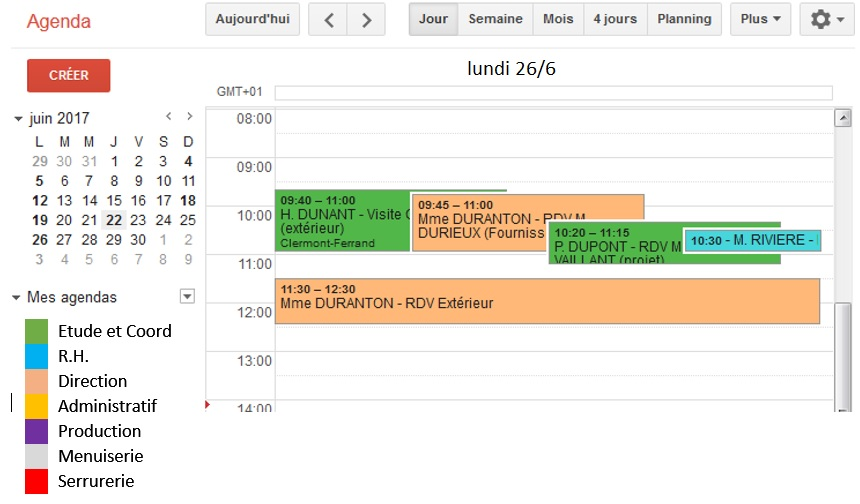 Agenda
Aujourd'hui
Jour Semaine Mois 4 jours Planning
Plus
lundi 26/6
CRÉER
GMT+01
juin 2017
L M M J V S D
29 30 31 1 2 3 4
5 6 7 8 9 10 11
12 13 14 15 16 17 18
19 20 21 22 23 24 25
26 27 28 29 30 1 2
3 4 5 6 7 8 9
Mes agendas
Etude et Coord
R.H.
Direction
Administratif
Production
Menuiserie
Serrurerie
08:00
09:00
10:00
11:00
12:00
13:00
14:00
09:40 – 11:00
H. DUNANT - Visite
(extérieur)
Clermont-Ferrand
09:45 – 11:00
Mme DURANTON - RDV M
DURIEUX (Fourniss
10:20 – 11:15
P. DUPONT - RDV M
VAILLANT (projet)
10:30 - M. RIVIERE -
11:30 – 12:30
Mme DURANTON - RDV Extérieur